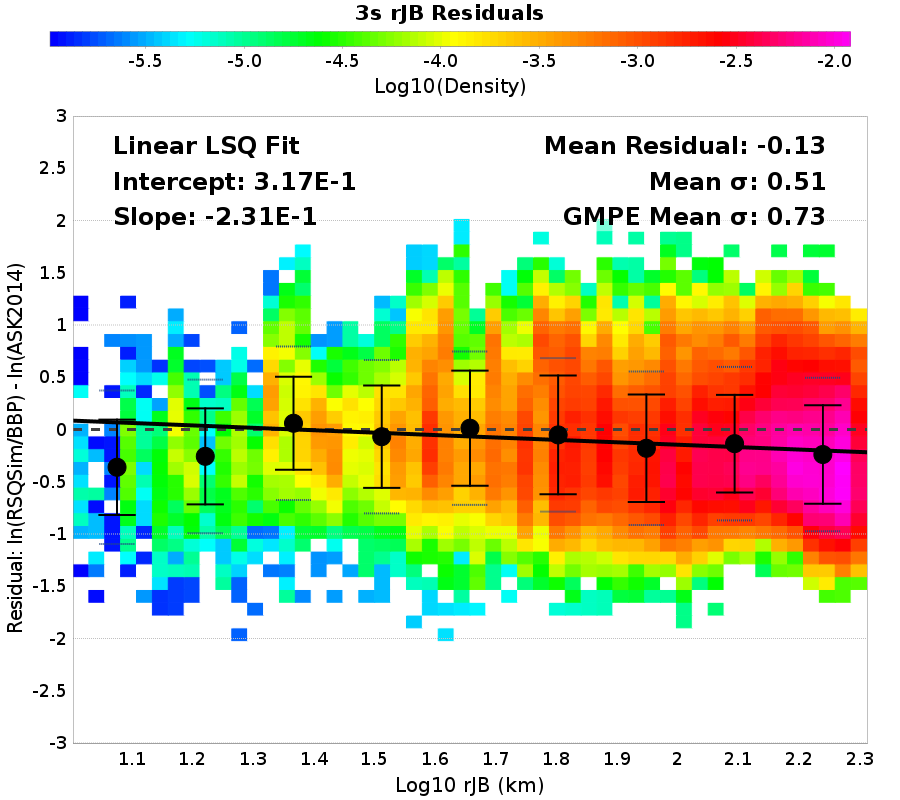 3s rJB Residuals
-5.5 -5.0 -4.5 -4.0 -3.5 -3.0 -2.5 -2.0
Log10(Density)
Linear LSQ Fit
Intercept: 3.17E-1
Slope: -2.31E-1
Mean Residual: -0.13
Mean σ: 0.51
GMPE Mean σ: 0.73
Residual: ln(RSQSim/BBP) - ln(ASK2014)
3
2.5
2
1.5
1
0.5
0
-0.5
-1
-1.5
-2
-2.5
-3
1.1 1.2 1.3 1.4 1.5 1.6 1.7 1.8 1.9 2 2.1 2.2 2.3
Log10 rJB (km)